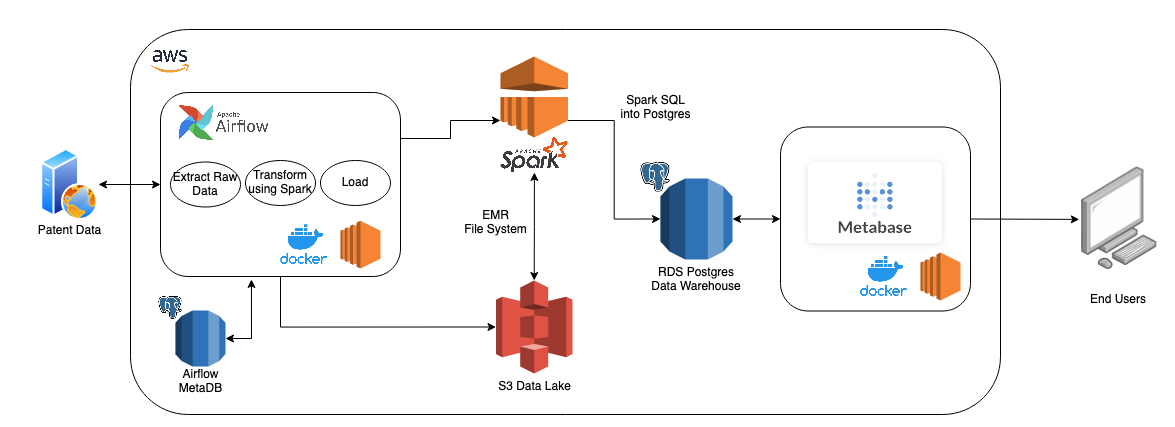 aws
APACHE
Airflow
Extract Raw
Data
Transform
using Spark
Load
docker
Patent Data
Airflow
MetaDB
APACHE
Spark
EMR
File System
S3 Data Lake
Spark SQL
into Postgres
RDS Postgres
Data Warehouse
Metabase
docker
End Users